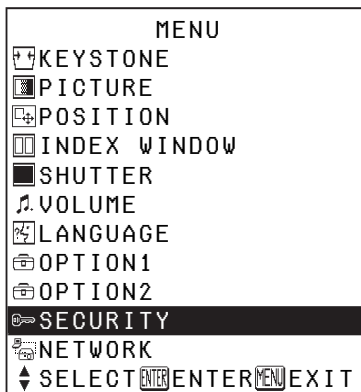 MENU
KEYSTONE
PICTURE
POSITION
INDEX WINDOW
SHUTTER
VOLUME
LANGUAGE
OPTION1
OPTION2
SECURITY
NETWORK
SELECT ENTER ENTER MENU EXIT